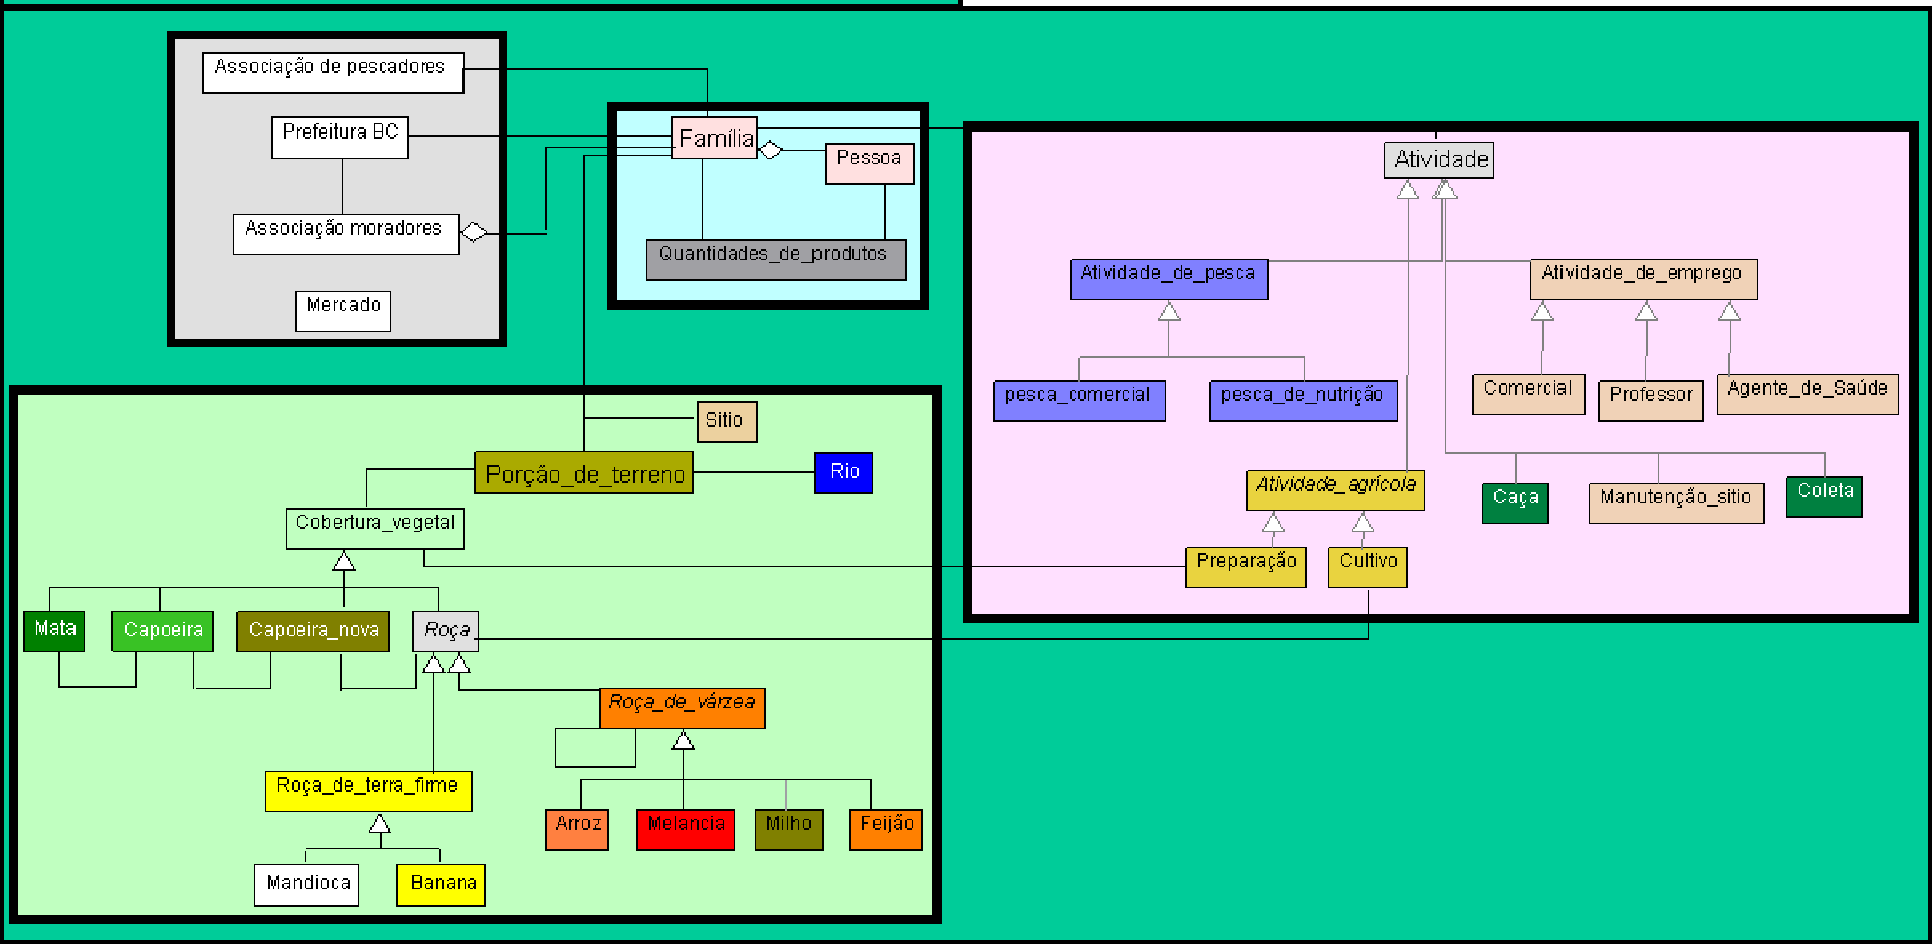 Associação de pescadores
Prefeitura BC
Associação moradores
Mercado
Família
Pessoa
Quantidades_de_produtos
Atividade
Atividade_de_pesca
Atividade_de_emprego
pesca_comercial
pesca_de_nutrição
Comercial
Professor
Agente_de_Saúde
Atividade_agrícola
Caça
Manutenção_sitio
Coleta
Preparação
Cultivo
Sitio
Porção_de_terreno
Rio
Cobertura_vegetal
Mata
Capoeira
Capoeira_nova
Roça
Roça_de_várzea
Roça_de_terra_firme
Arroz
Melancia
Milho
Feijão
Mandioca
Banana